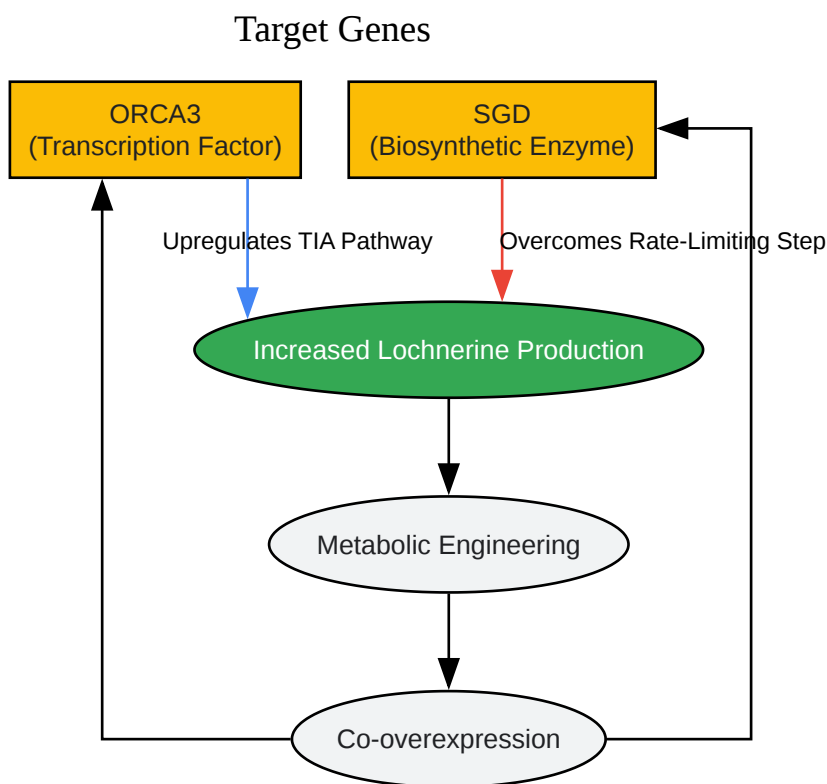 Target Genes
ORCA3
(Transcription Factor)
SGD
(Biosynthetic Enzyme)
Upregulates TIA Pathway
Overcomes Rate-Limiting Step
Increased Lochnerine Production
Metabolic Engineering
Co-overexpression